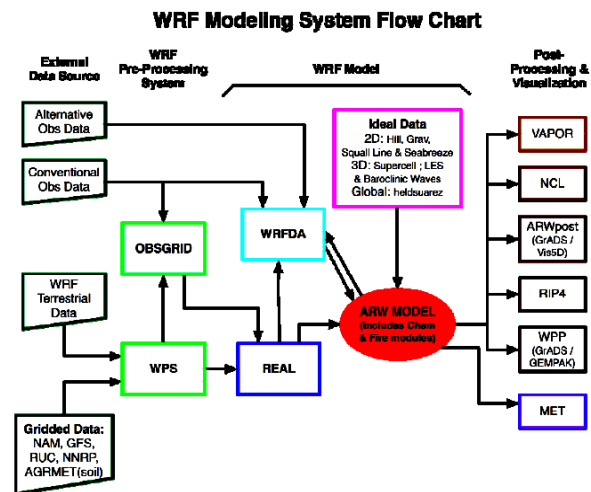 WRF Modeling System Flow Chart
External
Data Source
WRF
Pre-Processing
System
WRF Model
Post-
Processing &
Visualization
Alternative
Obs Data
Conventional
Obs Data
WRF
Terrestrial
Data
Gridded Data:
NAM, GFS,
RUC, NNRP,
AGRMET(soil)
OBSGRID
WPS
WRFDA
REAL
Ideal Data
2D: Hill, Grav,
Squall Line & Seabreeze
3D: Supercell ; LES
& Baroclinic Waves
Global: heldsuarez
ARW MODEL
(includes Chem
& Fire modules)
VAPOR
NCL
ARWpost
(GrADS /
Vis5D)
RIP4
WPP
(GrADS /
GEMPAK)
MET